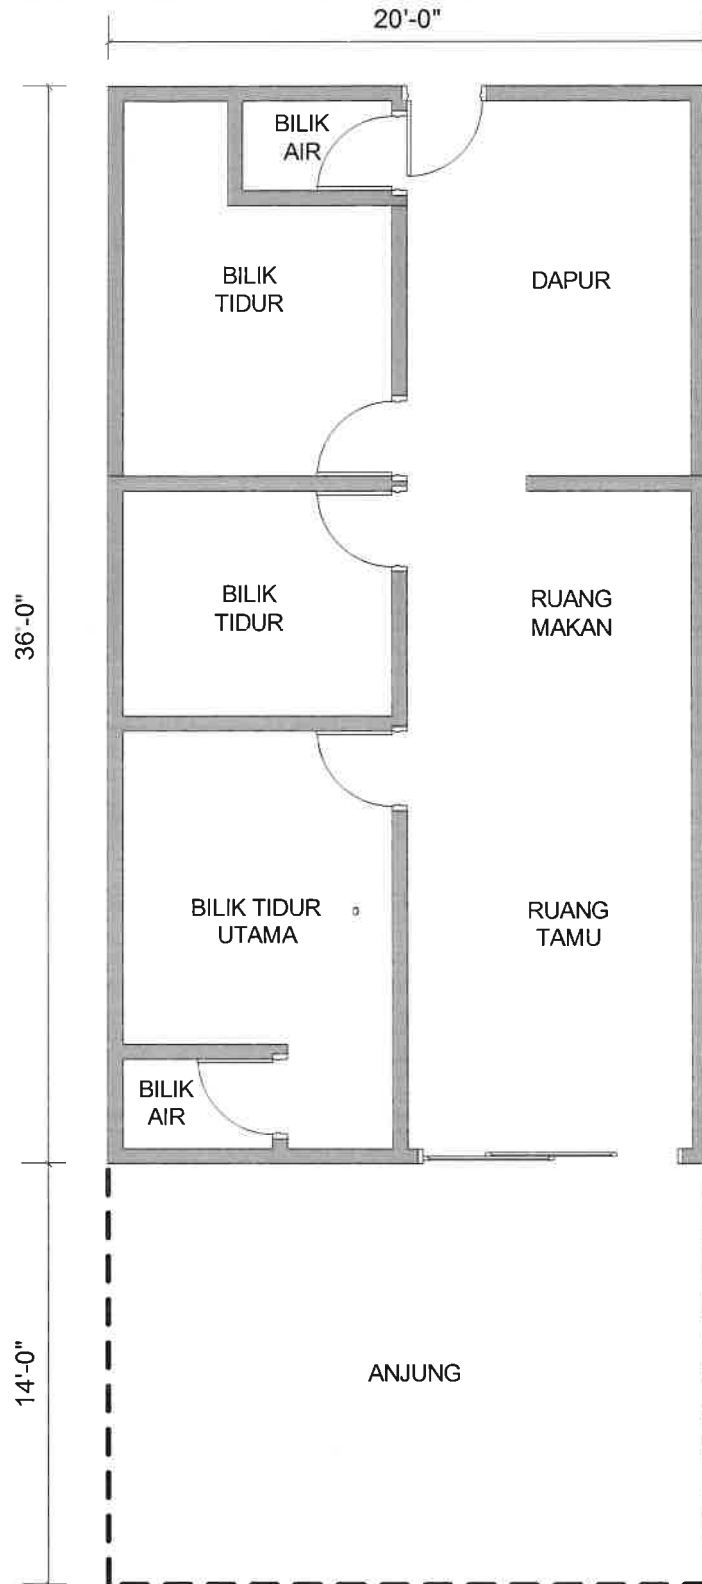 20'-0"
BILIK
AIR
BILIK
TIDUR
DAPUR
36'-0"
BILIK
TIDUR
RUANG
MAKAN
BILIK TIDUR
UTAMA
RUANG
TAMU
BILIK
AIR
14'-0"
ANJUNG